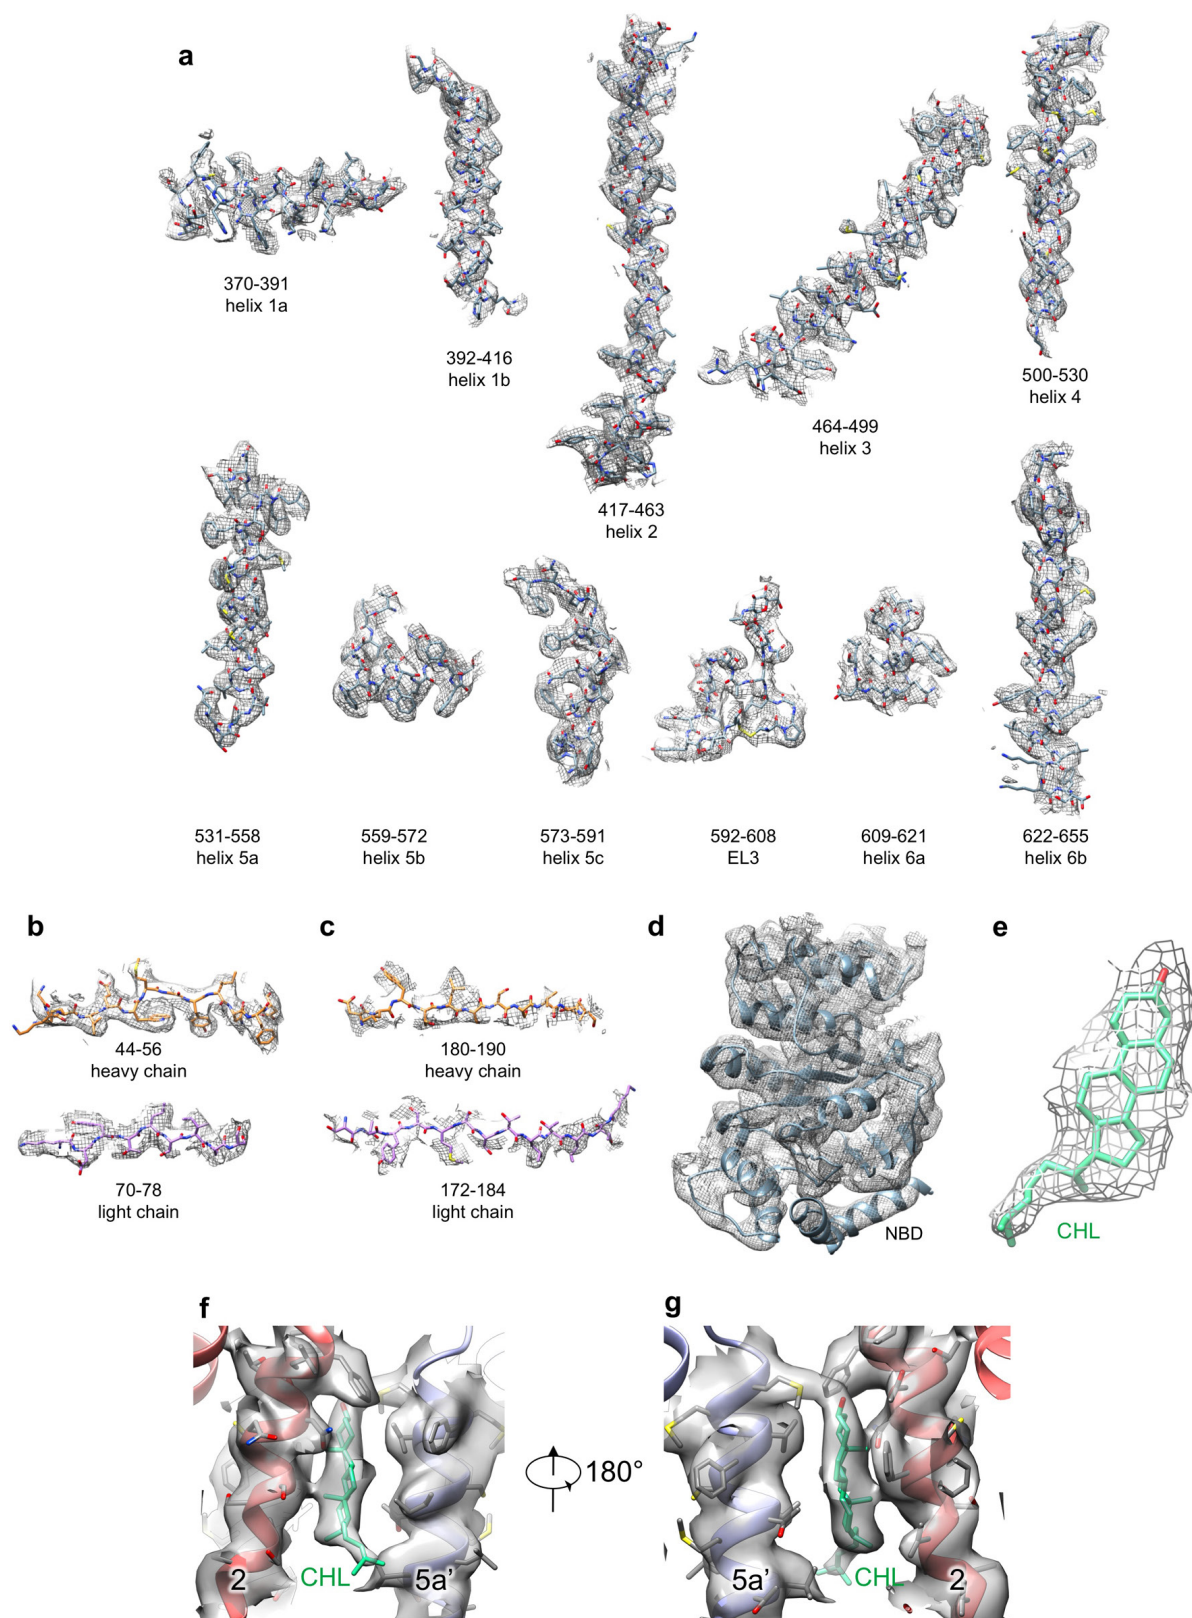 a
370-391
helix 1a
392-416
helix 1b
417-463
helix 2
464-499
helix 3
500-530
helix 4
531-558
helix 5a
559-572
helix 5b
573-591
helix 5c
592-608
EL3
609-621
helix 6a
622-655
helix 6b
b
44-56
heavy chain
70-78
light chain
c
180-190
heavy chain
172-184
light chain
d
NBD
e
CHL
f
2
CHL
5a’
180°
g
5a’
CHL
2